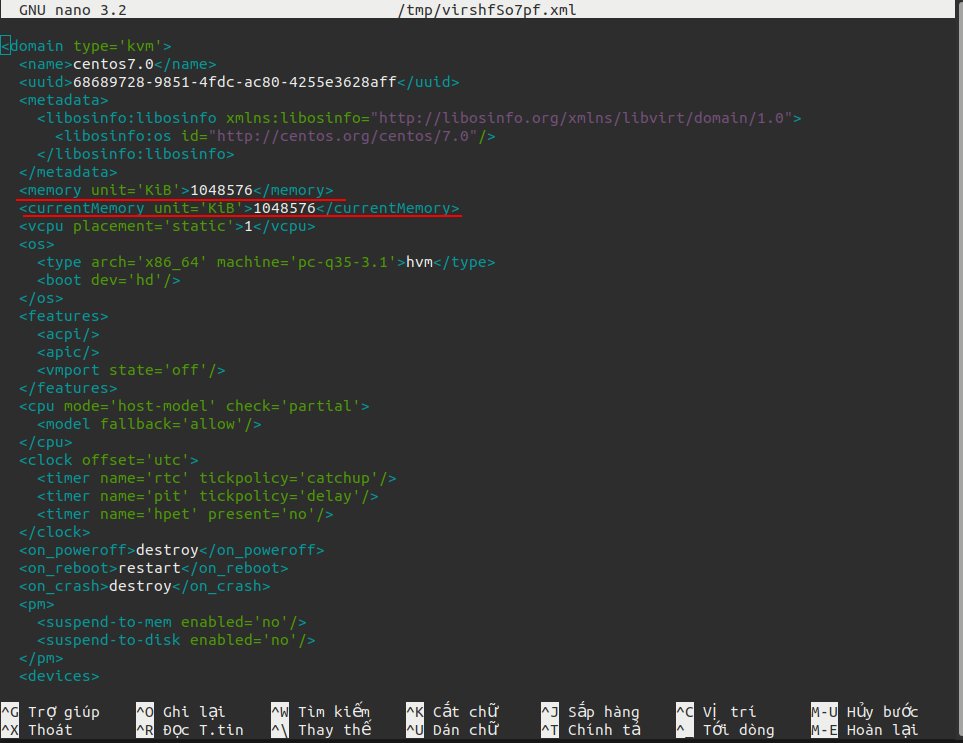 GNU nano 3.2 /tmp/virshfSo7pf.xml
<domain type='kvm'>
  <name>centos7.0</name>
  <uuid>68689728-9851-4fdc-ac80-4255e3628aff</uuid>
  <metadata>
    <libosinfo:libosinfo xmlns:libosinfo="http://libosinfo.org/xmlns/libvirt/domain/1.0">
      <libosinfo:os id="http://centos.org/centos/7.0"/>
    </libosinfo:libosinfo>
  </metadata>
  <memory unit='KiB'>1048576</memory>
  <currentMemory unit='KiB'>1048576</currentMemory>
  <vcpu placement='static'>1</vcpu>
  <os>
    <type arch='x86_64' machine='pc-q35-3.1'>hvm</type>
    <boot dev='hd'/>
  </os>
  <features>
    <acpi/>
    <apic/>
    <vmport state='off'/>
  </features>
  <cpu mode='host-model' check='partial'>
    <model fallback='allow'/>
  </cpu>
  <clock offset='utc'>
    <timer name='rtc' tickpolicy='catchup'/>
    <timer name='pit' tickpolicy='delay'/>
    <timer name='hpet' present='no'/>
  </clock>
  <on_poweroff>destroy</on_poweroff>
  <on_reboot>restart</on_reboot>
  <on_crash>destroy</on_crash>
  <pm>
    <suspend-to-mem enabled='no'/>
    <suspend-to-disk enabled='no'/>
  </pm>
  <devices>
^G Trợ giúp ^O Ghi lại ^W Tìm kiếm ^K Cắt chữ ^J Sắp hàng ^C Vị trí M-U Hủy bước
^X Thoát ^R Đọc T.tin ^\ Thay thế ^U Dán chữ ^T Chính tả ^_ Tới dòng M-E Hoàn lại